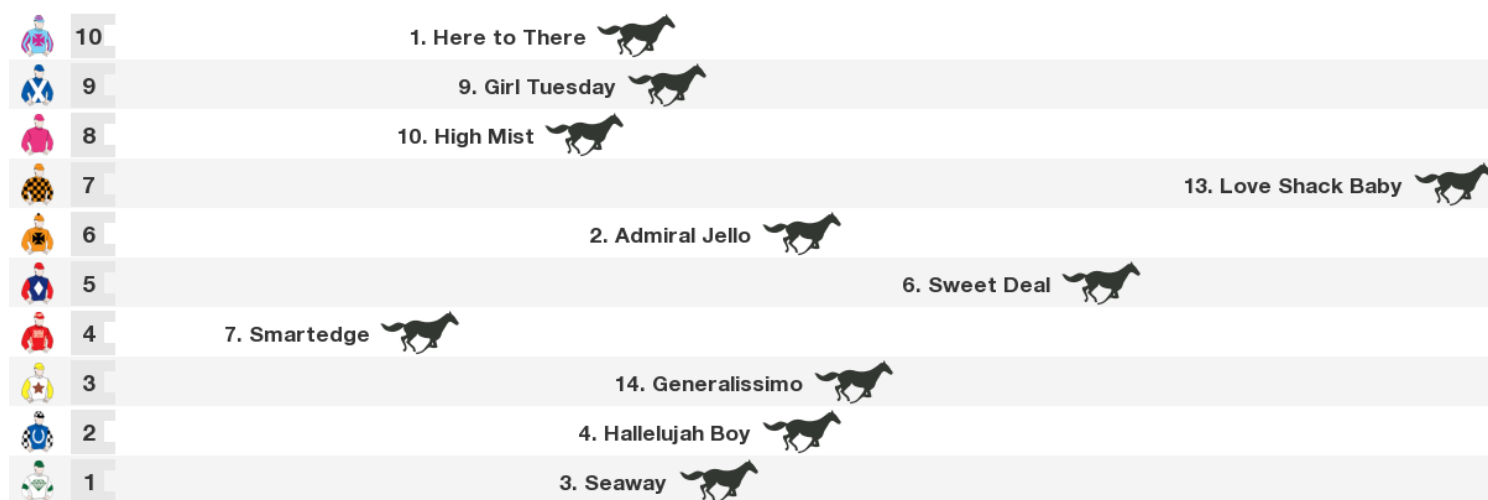 10 1. Here to There
9 9. Girl Tuesday
8 10. High Mist
7 13. Love Shack Baby
6 2. Admiral Jello
5 6. Sweet Deal
4 7. Smartedge
3 14. Generalissimo
2 4. Hallelujah Boy
1 3. Seaway